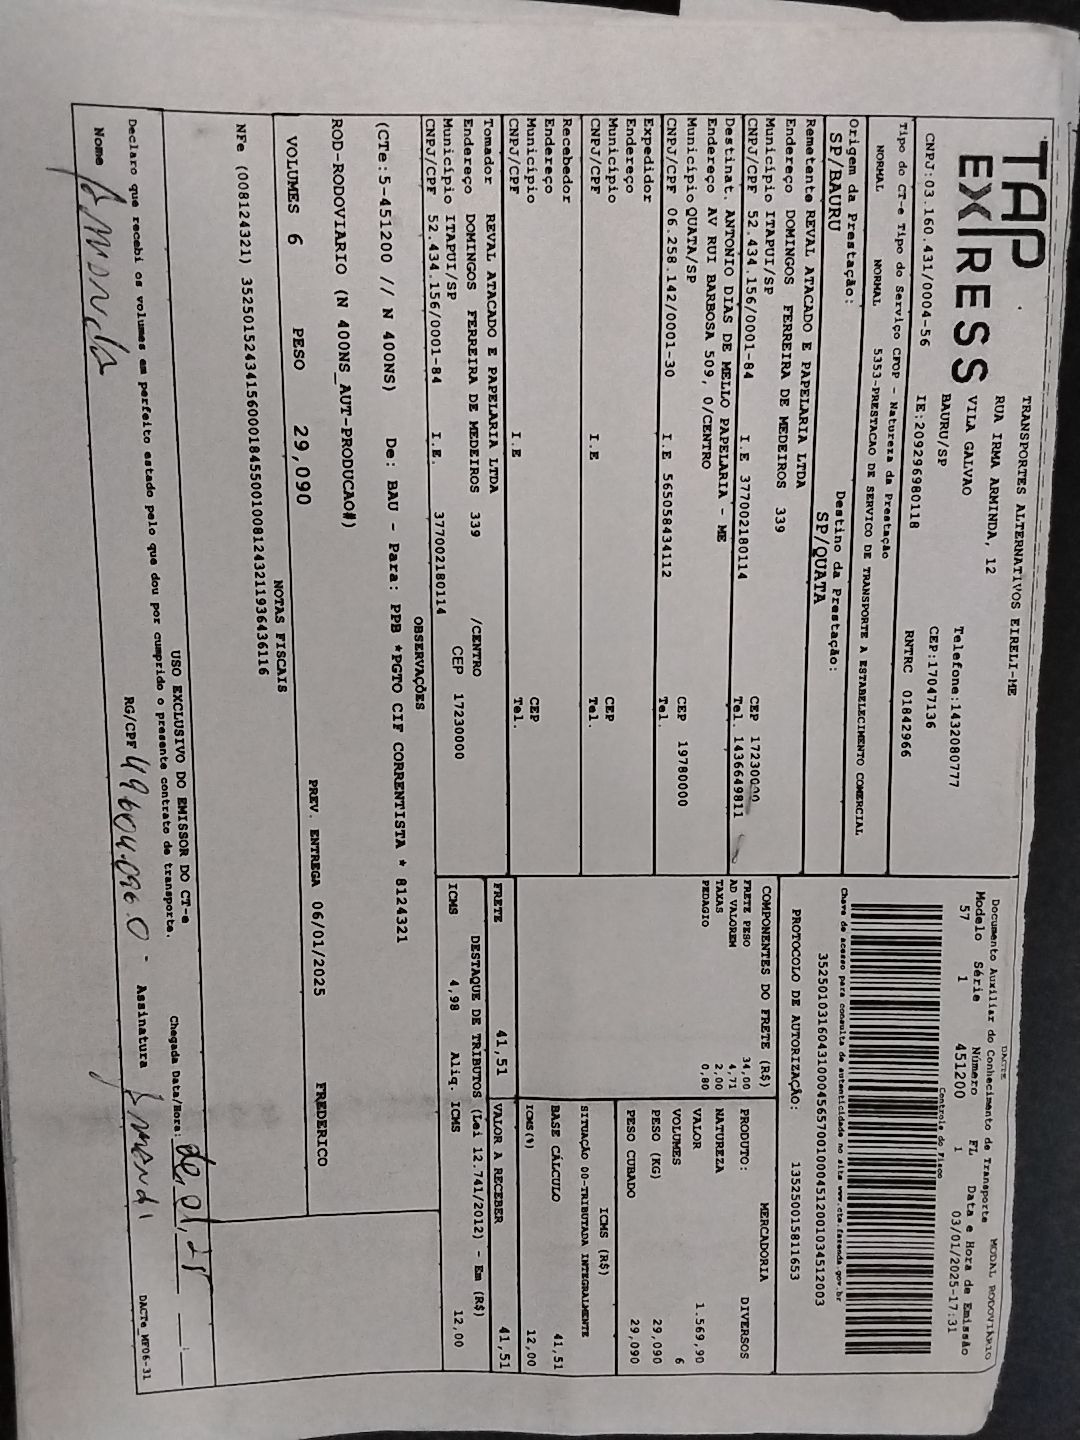 TAP
EXPRESS
TRANSPORTES ALTERNATIVOS EIRELI-ME
RUA IRMA ARMINDA, 12
VILA GALVAO
BAURU/SP
Telefone:1432080777
CEP:17047136
CNPJ:03.160.431/0004-56 IE:209296980118 RNTRC 01842966
Tipo do CT-e Tipo do Serviço CFOP - Natureza da Prestação
NORMAL NORMAL 5353-PRESTACAO DE SERVICO DE TRANSPORTE A ESTABELECIMENTO COMERCIAL
Origem da Prestação: Destino da Prestação:
SP/BAURU SP/QUATA
Remetente REVAL ATACADO E PAPELARIA LTDA
Endereço DOMINGOS FERREIRA DE MEDEIROS 339
Município ITAPUI/SP CEP 17230000
CNPJ/CPF 52.434.156/0001-84 I.E 377002180114 Tel. 1436649811
Destinat. ANTONIO DIAS DE MELLO PAPELARIA - ME
Endereço AV RUI BARBOSA 509, 0/CENTRO
Município QUATA/SP CEP 19780000
CNPJ/CPF 06.258.142/0001-30 I.E 565058434112 Tel.
Expedidor
Endereço
Município CEP
CNPJ/CPF I.E Tel.
Recebedor
Endereço
Município CEP
CNPJ/CPF I.E Tel.
Tomador REVAL ATACADO E PAPELARIA LTDA
Endereço DOMINGOS FERREIRA DE MEDEIROS 339 /CENTRO
Município ITAPUI/SP CEP 17230000
CNPJ/CPF 52.434.156/0001-84 I.E. 377002180114
DACTE
Documento Auxiliar do Conhecimento de Transporte MODAL RODOVIÁRIO
Modelo Série Número FL Data e Hora de Emissão
57 1 451200 1 03/01/2025-17:31
Controle do Fisco
Chave de acesso para consulta de autenticidade no site www.cte.fazenda.gov.br
35250103160431000456570010004512001034512003
PROTOCOLO DE AUTORIZAÇÃO: 135250015811653
COMPONENTES DO FRETE (R$)
FRETE PESO 34,00
AD VALOREM 4,71
TAXAS 2,00
PEDAGIO 0,80
MERCADORIA
PRODUTO: DIVERSOS
NATUREZA
VALOR 1.569,90
VOLUMES 6
PESO (KG) 29,090
PESO CUBADO 29,090
ICMS (R$)
SITUAÇÃO 00-TRIBUTADA INTEGRALMENTE
BASE CÁLCULO 41,51
ICMS (%) 12,00
FRETE 41,51 VALOR A RECEBER 41,51
DESTAQUE DE TRIBUTOS (Lei 12.741/2012) - Em (R$)
ICMS 4,98 Aliq. ICMS 12,00
OBSERVAÇÕES
(CTe:5-451200 // N 400NS) De: BAU - Para: PPB *PGTO CIF CORRENTISTA * 8124321
ROD-RODOVIARIO (N 400NS_AUT-PRODUCAO#)
VOLUMES 6 PESO 29,090 PREV. ENTREGA 06/01/2025 FREDERICO
NOTAS FISCAIS
NFe (008124321) 35250152434156000184550010081243211936436116
USO EXCLUSIVO DO EMISSOR DO CT-e
Declaro que recebi os volumes em perfeito estado pelo que dou por cumprido o presente contrato de transporte. Chegada Data/Hora:
Nome Amanda RG/CPF 49604.096.0 - Assinatura Amanda
DACTe_MF06-31